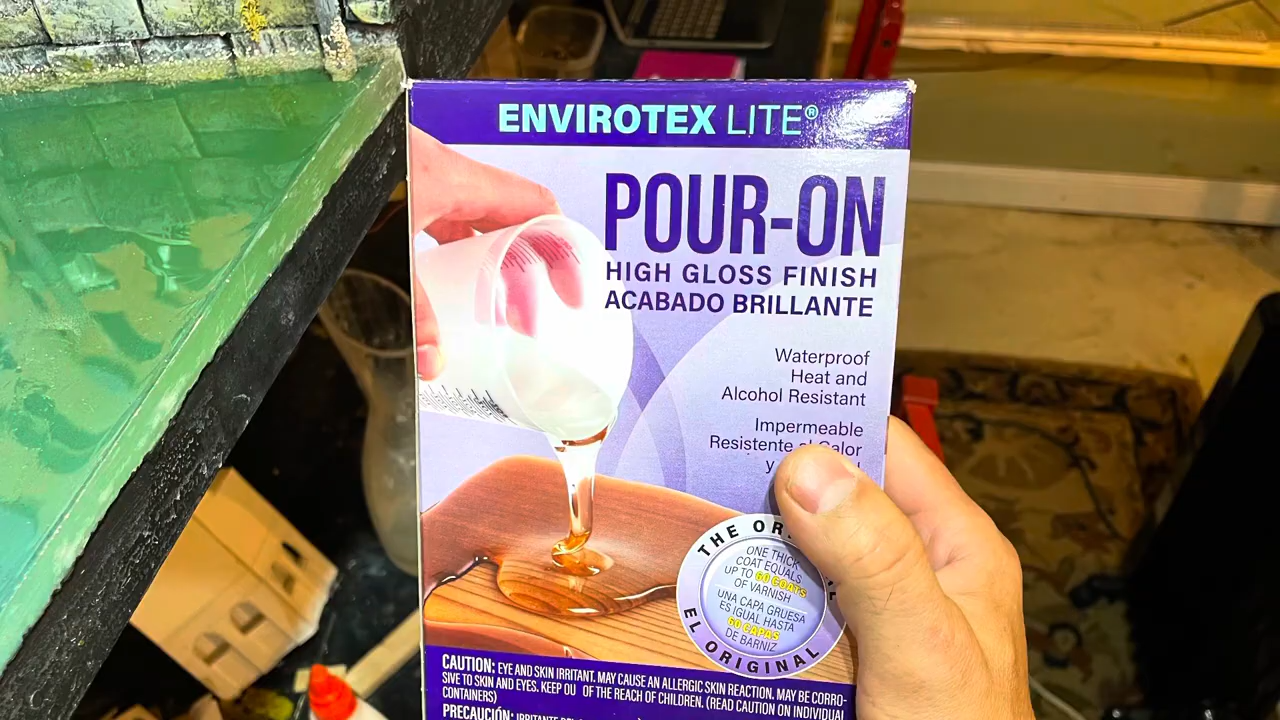 ENVIROTEX LITE®
POUR-ON
HIGH GLOSS FINISH
ACABADO BRILLANTE
Waterproof
Heat and
Alcohol Resistant
Impermeable
Resistente al Calor
y
THE
ONE THICK
COAT EQUALS
UP TO 60 COATS
OF VARNISH
UNA CAPA GRUESA
ES IGUAL HASTA
60 CAPAS
DE BARNIZ
EL ORIGINAL
CAUTION: EYE AND SKIN IRRITANT. MAY CAUSE AN ALLERGIC SKIN REACTION. MAY BE CORRO-
SIVE TO SKIN AND EYES. KEEP OU OF THE REACH OF CHILDREN. (READ CAUTION ON INDIVIDUAL
CONTAINERS)
PRECAUCIÓN: